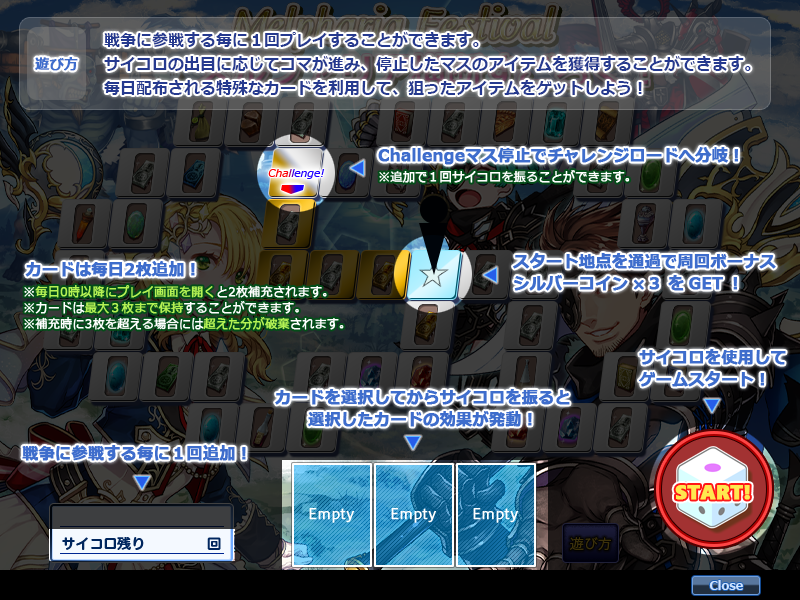 Melpharia Festival
遊び方
戦争に参戦する毎に１回プレイすることができます。
サイコロの出目に応じてコマが進み、停止したマスのアイテムを獲得することができます。
毎日配布される特殊なカードを利用して、狙ったアイテムをゲットしよう！
Challenge!
Challengeマス停止でチャレンジロードへ分岐！
※追加で１回サイコロを振ることができます。
カードは毎日2枚追加！
※毎日0時以降にプレイ画面を開くと2枚補充されます。
※カードは最大３枚まで保持することができます。
※補充時に3枚を超える場合には超えた分が破棄されます。
スタート地点を通過で周回ボーナス
シルバーコイン×３ をGET ！
サイコロを使用して
ゲームスタート！
カードを選択してからサイコロを振ると
選択したカードの効果が発動！
戦争に参戦する毎に１回追加！
サイコロ残り 回
Empty Empty Empty
START!
遊び方
Close